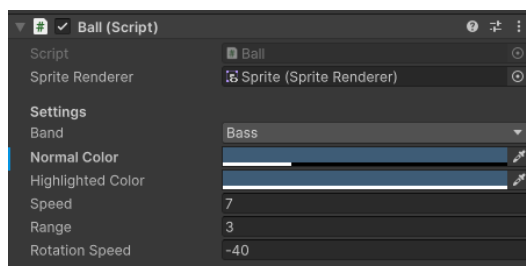 Ball (Script)
Script Ball
Sprite Renderer Sprite (Sprite Renderer)
Settings
Band Bass
Normal Color
Highlighted Color
Speed 7
Range 3
Rotation Speed -40